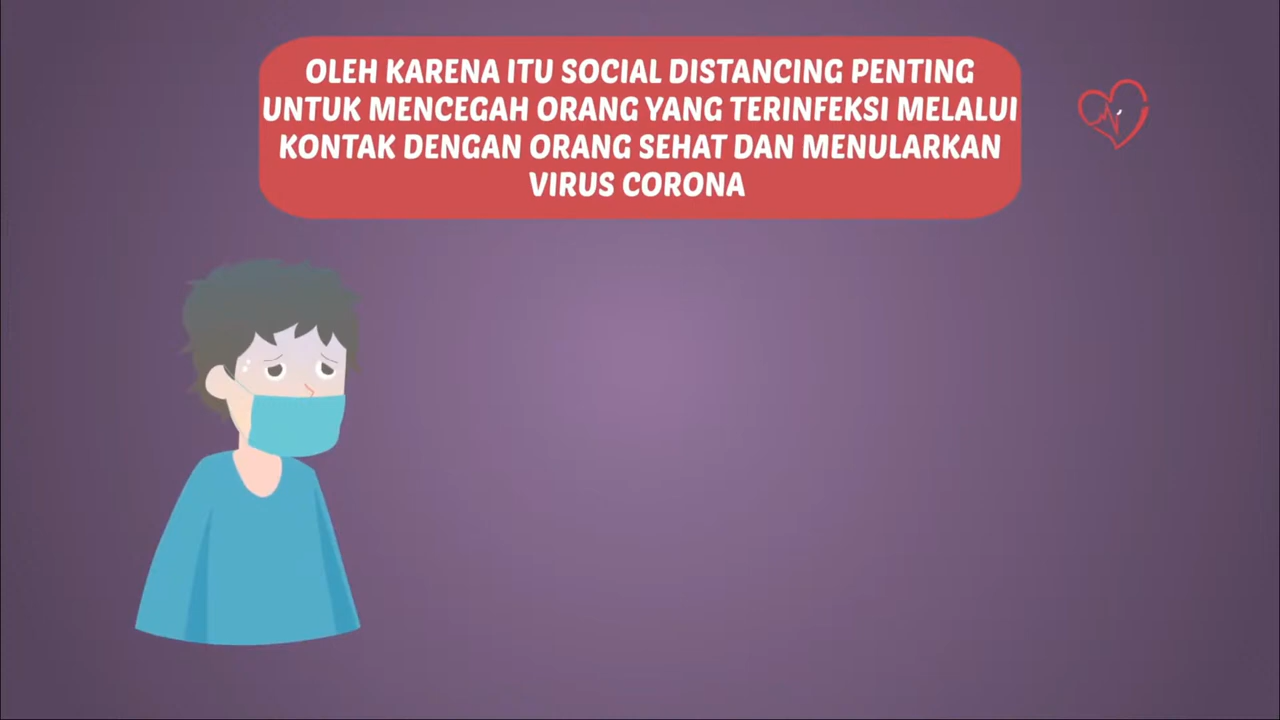 OLEH KARENA ITU SOCIAL DISTANCING PENTING
UNTUK MENCEGAH ORANG YANG TERINFEKSI MELALUI
KONTAK DENGAN ORANG SEHAT DAN MENULARKAN
VIRUS CORONA